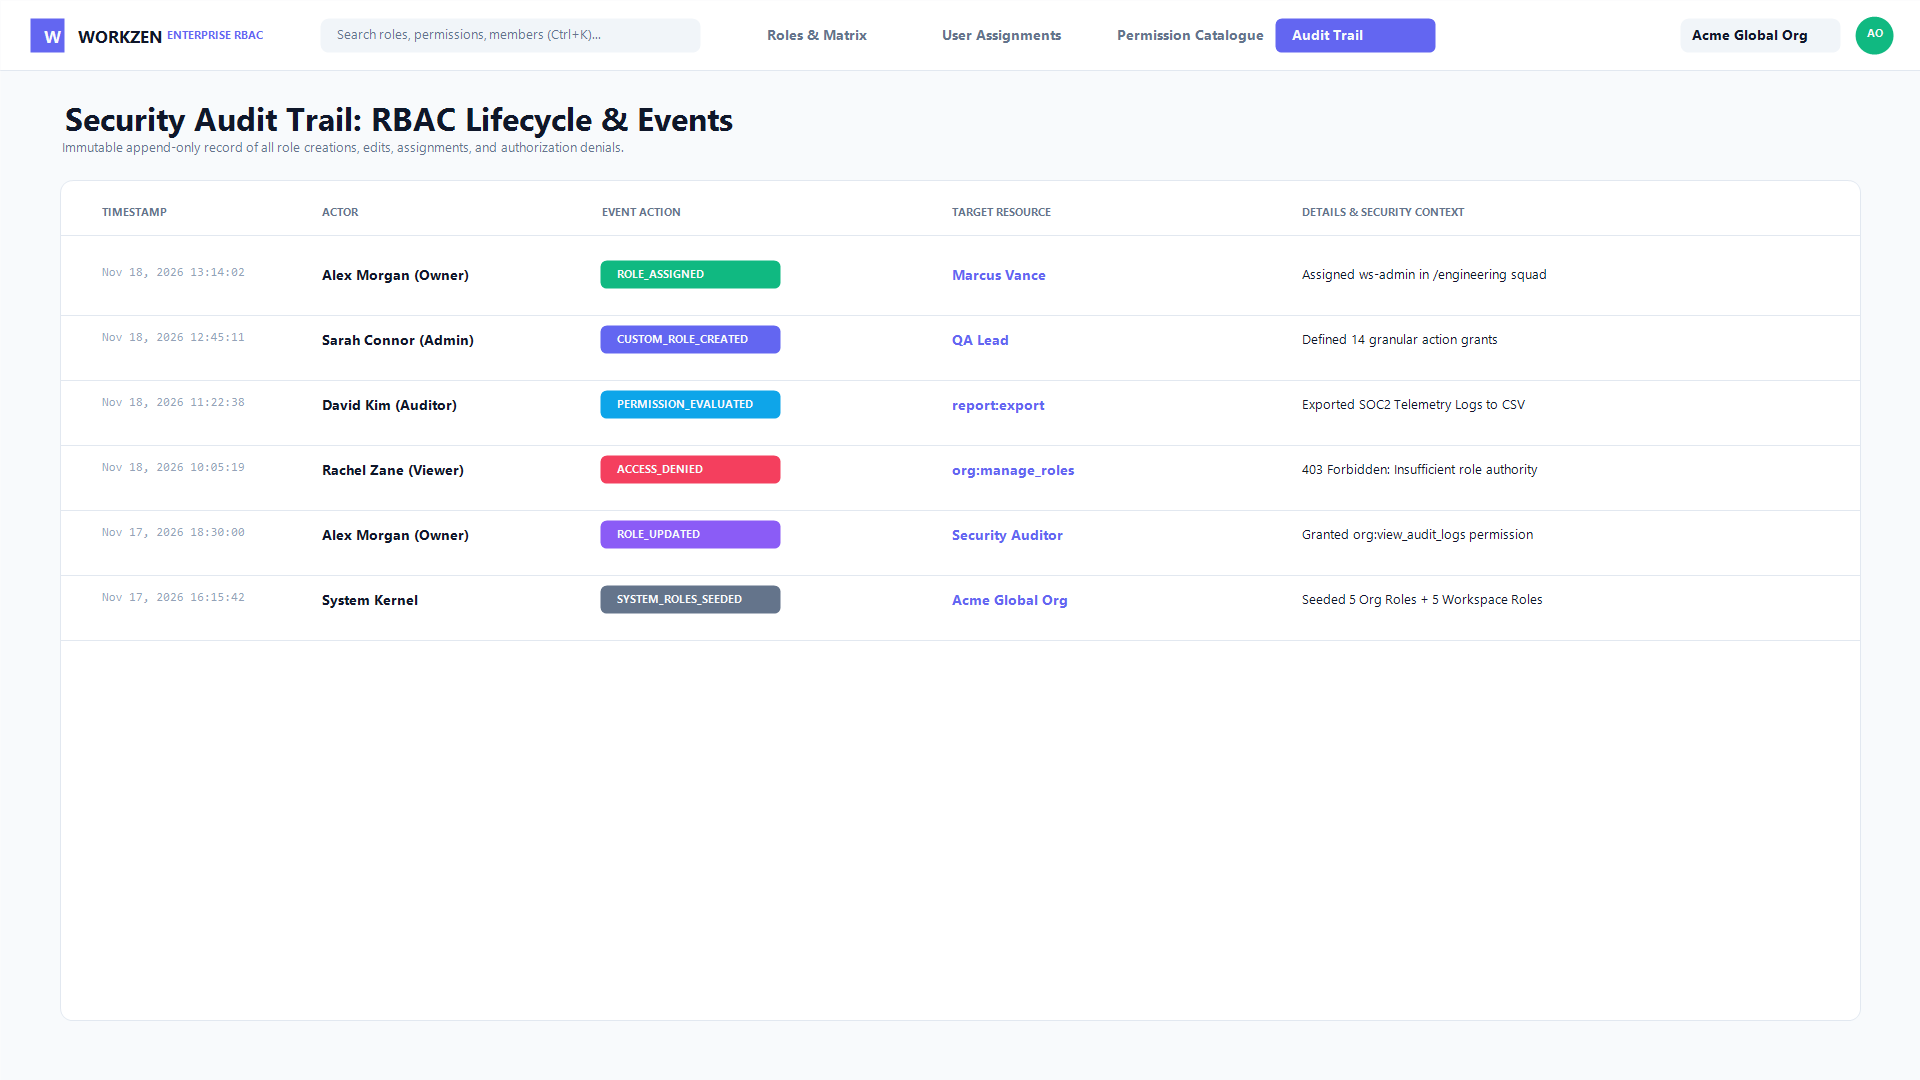 W WORKZEN ENTERPRISE RBAC Search roles, permissions, members (Ctrl+K)... Roles & Matrix User Assignments Permission Catalogue Audit Trail Acme Global Org AO
Security Audit Trail: RBAC Lifecycle & Events
Immutable append-only record of all role creations, edits, assignments, and authorization denials.
TIMESTAMP ACTOR EVENT ACTION TARGET RESOURCE DETAILS & SECURITY CONTEXT
Nov 18, 2026 13:14:02 Alex Morgan (Owner) ROLE_ASSIGNED Marcus Vance Assigned ws-admin in /engineering squad
Nov 18, 2026 12:45:11 Sarah Connor (Admin) CUSTOM_ROLE_CREATED QA Lead Defined 14 granular action grants
Nov 18, 2026 11:22:38 David Kim (Auditor) PERMISSION_EVALUATED report:export Exported SOC2 Telemetry Logs to CSV
Nov 18, 2026 10:05:19 Rachel Zane (Viewer) ACCESS_DENIED org:manage_roles 403 Forbidden: Insufficient role authority
Nov 17, 2026 18:30:00 Alex Morgan (Owner) ROLE_UPDATED Security Auditor Granted org:view_audit_logs permission
Nov 17, 2026 16:15:42 System Kernel SYSTEM_ROLES_SEEDED Acme Global Org Seeded 5 Org Roles + 5 Workspace Roles